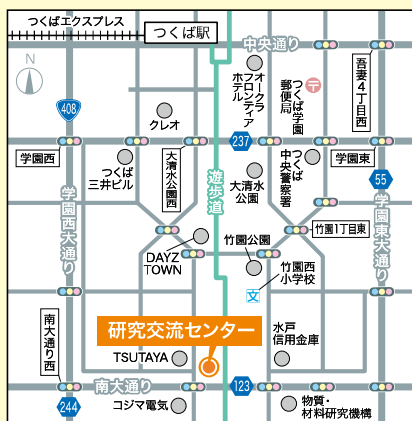 つくばエクスプレス
つくば駅
中央通り
N
オークラ
フロンティア
ホテル
つくば学園
郵便局
吾妻4丁目西
408
クレオ
237
学園西
つくば
三井ビル
大清水公園西
遊歩道
大清水
公園
つくば
中央警察署
学園東
55
学園西大通り
学園東大通り
竹園1丁目東
DAYZ
TOWN
竹園公園
竹園西
小学校
文
南大通り西
研究交流センター
水戸
信用金庫
TSUTAYA
南大通り
123
244
コジマ電気
物質・
材料研究機構